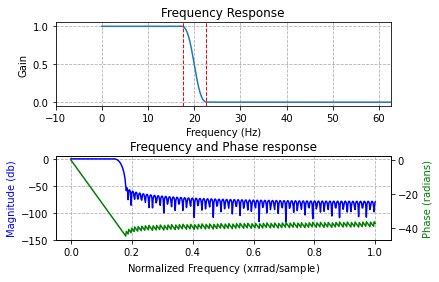 Frequency Response
1.0
0.5
0.0
Gain
-10 0 10 20 30 40 50 60
Frequency (Hz)
Frequency and Phase response
0
-50
-100
-150
Magnitude (db)
0
-20
-40
Phase (radians)
0.0 0.2 0.4 0.6 0.8 1.0
Normalized Frequency (xπrad/sample)